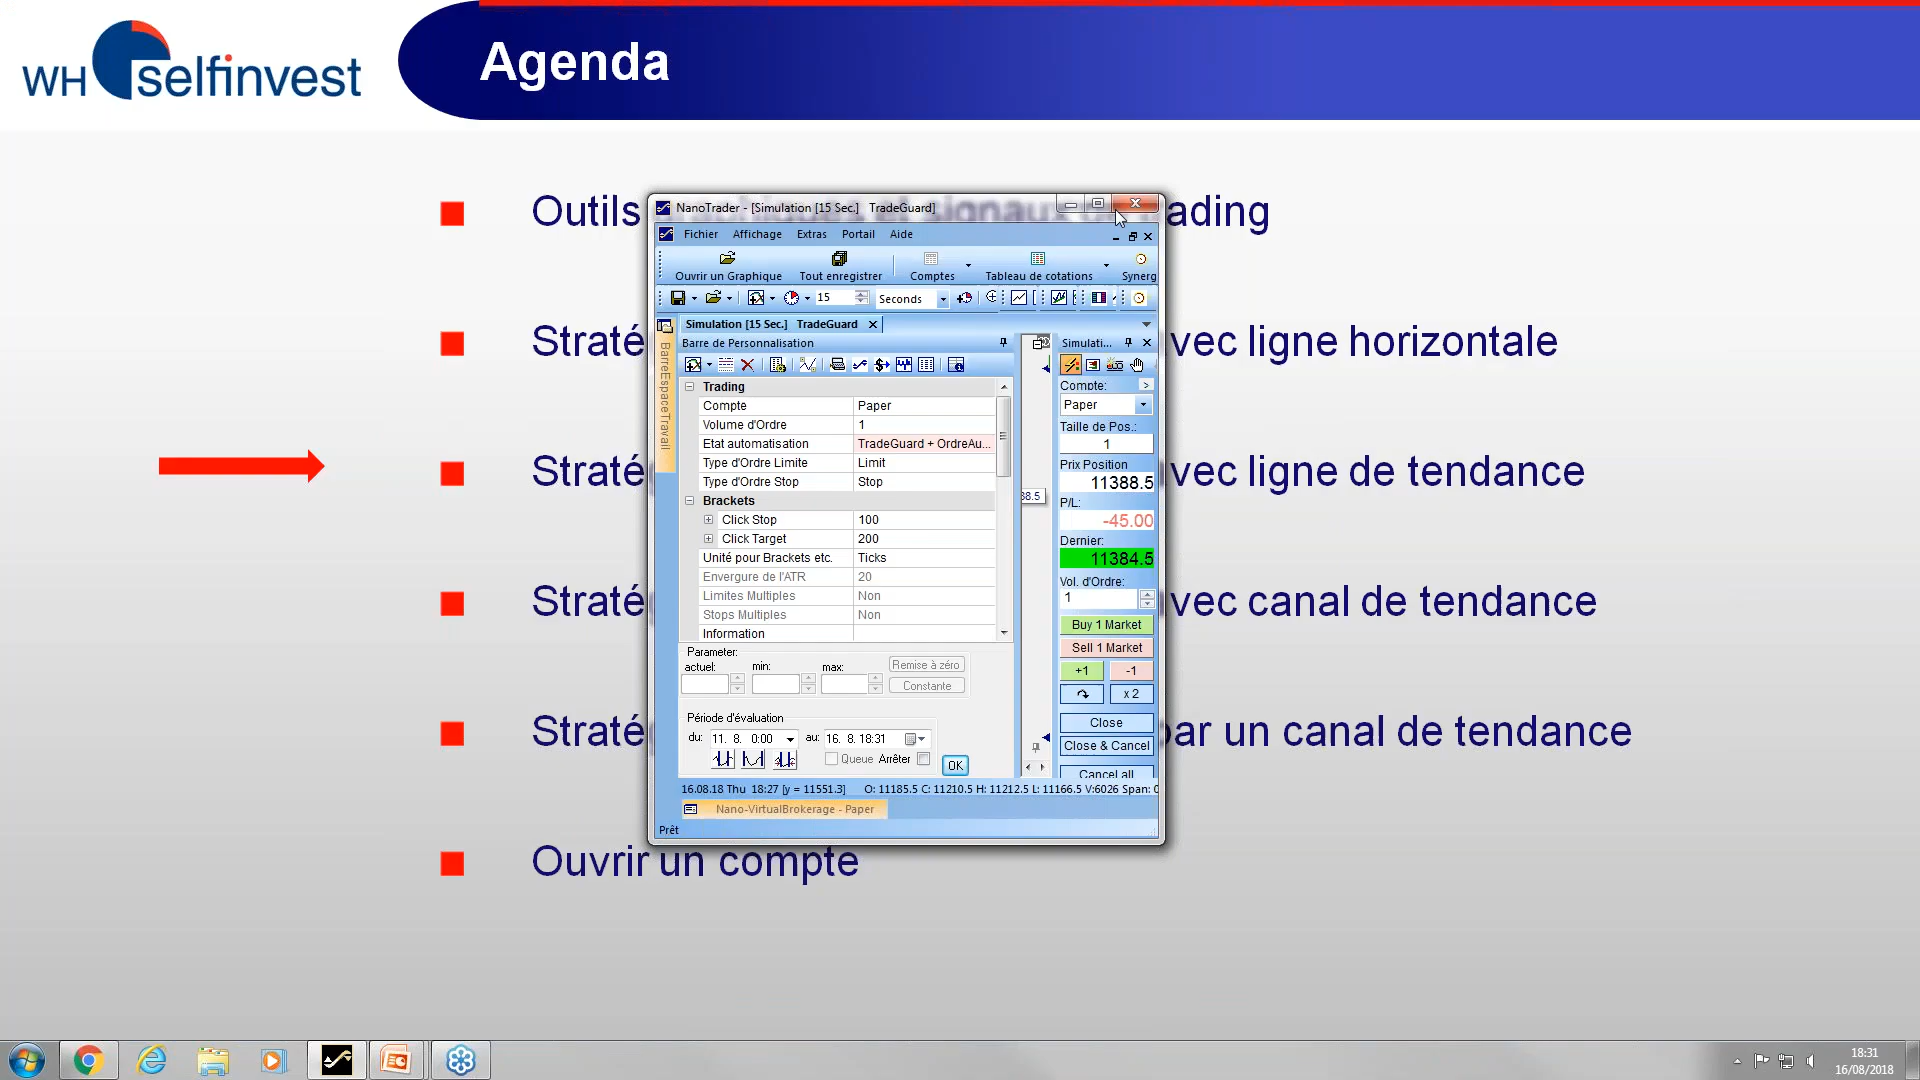 WH selfinvest
Agenda
Outils graphiques et signaux de trading
Straté
vec ligne horizontale
Straté
vec ligne de tendance
Straté
vec canal de tendance
Straté
par un canal de tendance
Ouvrir un compte
NanoTrader - [Simulation [15 Sec.] TradeGuard]
Fichier Affichage Extras Portail Aide
Ouvrir un Graphique Tout enregistrer Comptes Tableau de cotations Synerg
15 Seconds
Simulation [15 Sec.] TradeGuard
Barre de Personnalisation
BarreEspaceTravail
Trading
Compte Paper
Volume d'Ordre 1
Etat automatisation TradeGuard + OrdreAu...
Type d'Ordre Limite Limit
Type d'Ordre Stop Stop
Brackets
Click Stop 100
Click Target 200
Unité pour Brackets etc. Ticks
Envergure de l'ATR 20
Limites Multiples Non
Stops Multiples Non
Information
Parameter:
actuel: min: max:
Remise à zéro
Constante
Période d'évaluation
du: 11. 8. 0:00 au: 16. 8. 18:31
Queue Arrêter OK
38.5
Simulati...
Compte: >
Paper
Taille de Pos.:
1
Prix Position
11388.5
P/L:
-45.00
Dernier:
11384.5
Vol. d'Ordre:
1
Buy 1 Market
Sell 1 Market
+1 -1
x 2
Close
Close & Cancel
Cancel all
16.08.18 Thu 18:27 [y = 11551.3] O: 11185.5 C: 11210.5 H: 11212.5 L: 11166.5 V:6026 Span: 0
Nano-VirtualBrokerage - Paper
Prêt
18:31
16/08/2018